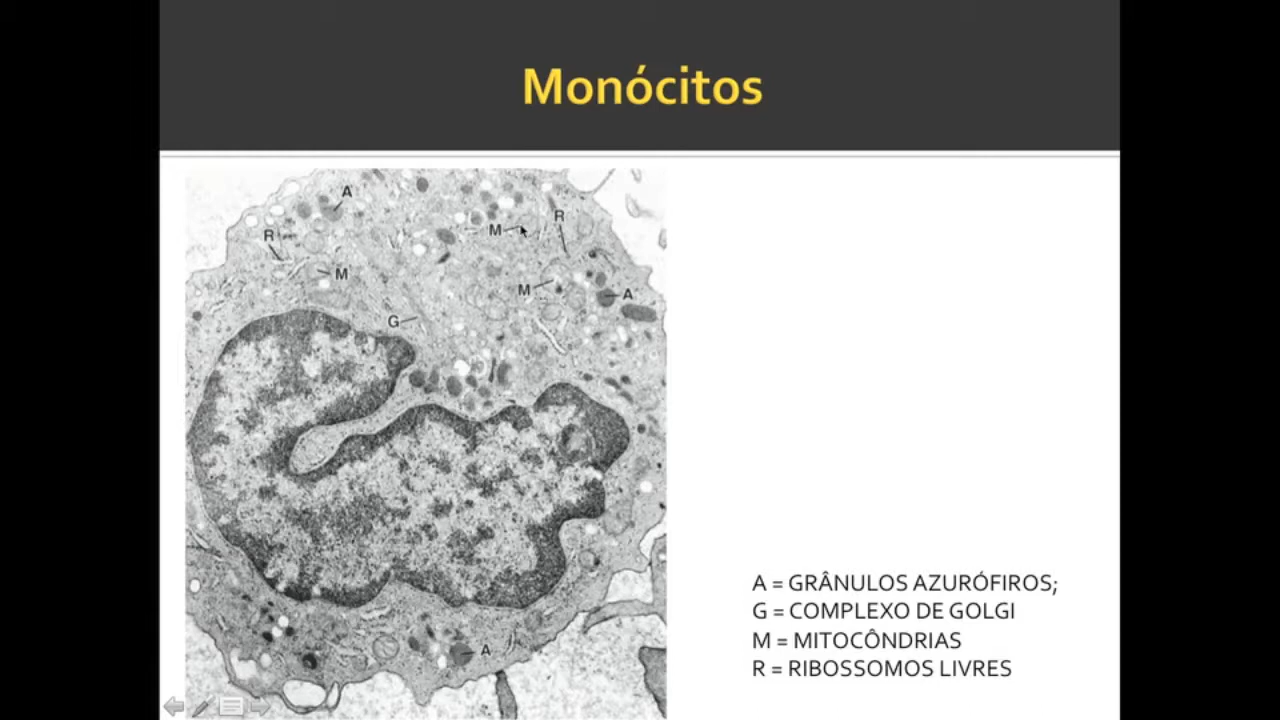 Monócitos
A
R
M
R
M
M
A
G
A
A = GRÂNULOS AZURÓFIROS;
G = COMPLEXO DE GOLGI
M = MITOCÔNDRIAS
R = RIBOSSOMOS LIVRES